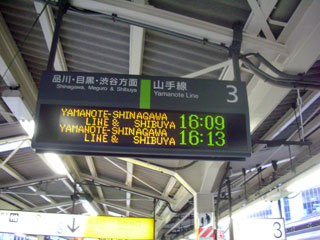 品川・目黒・渋谷方面
Shinagawa, Meguro & Shibuya
山手線
Yamanote Line
3
YAMANOTE-SHINAGAWA
LINE & SHIBUYA 16:09
YAMANOTE-SHINAGAWA
LINE & SHIBUYA 16:13
3